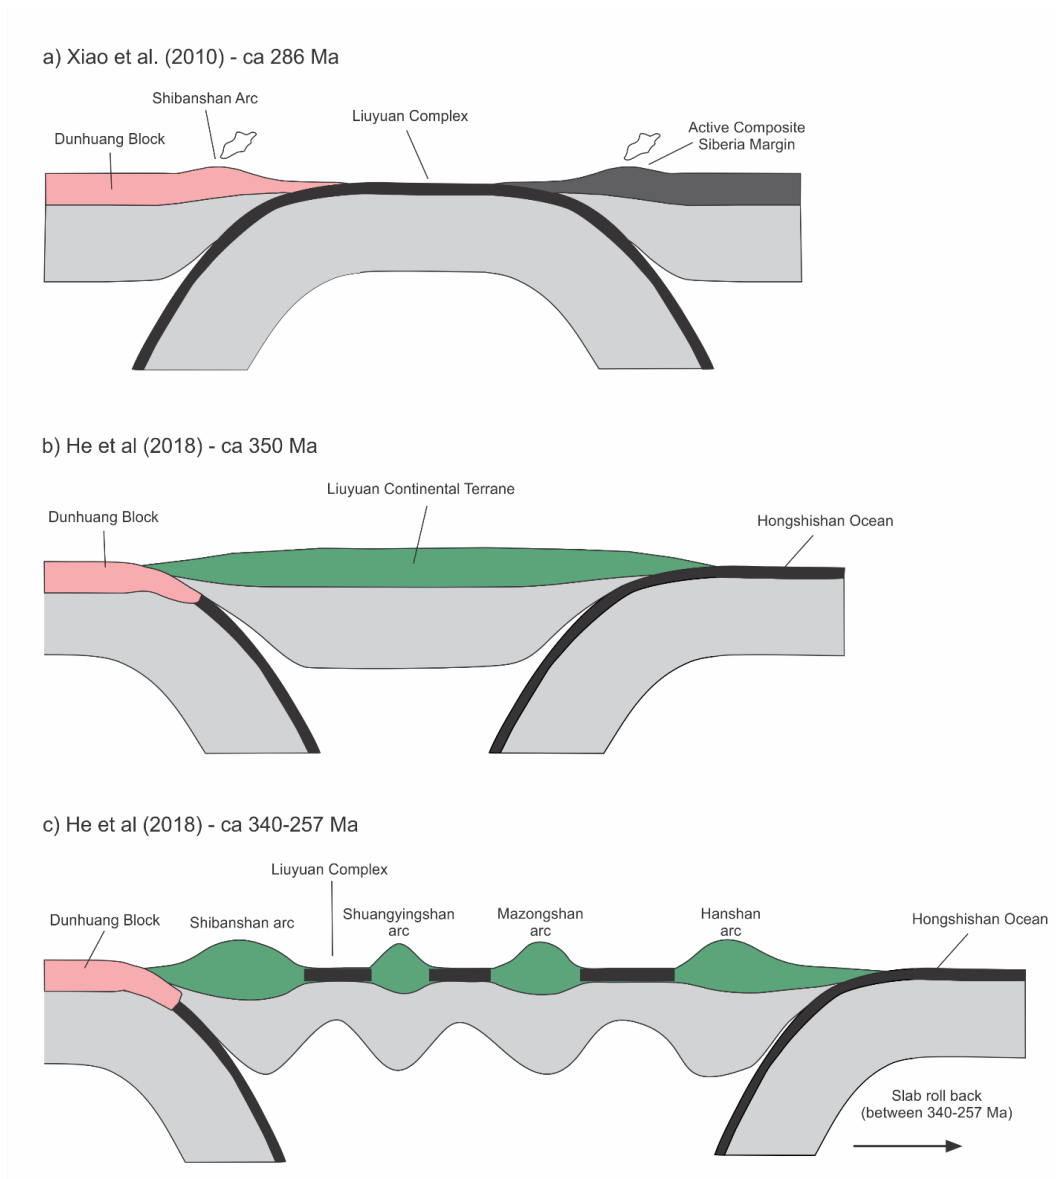 a) Xiao et al. (2010) - ca 286 Ma
Shibanshan Arc
Liuyuan Complex
Dunhuang Block
Active Composite
Siberia Margin
b) He et al (2018) - ca 350 Ma
Liuyuan Continental Terrane
Dunhuang Block
Hongshishan Ocean
c) He et al (2018) - ca 340-257 Ma
Liuyuan Complex
Dunhuang Block
Shibanshan arc
Shuangyingshan
arc
Mazongshan
arc
Hanshan
arc
Hongshishan Ocean
Slab roll back
(between 340-257 Ma)